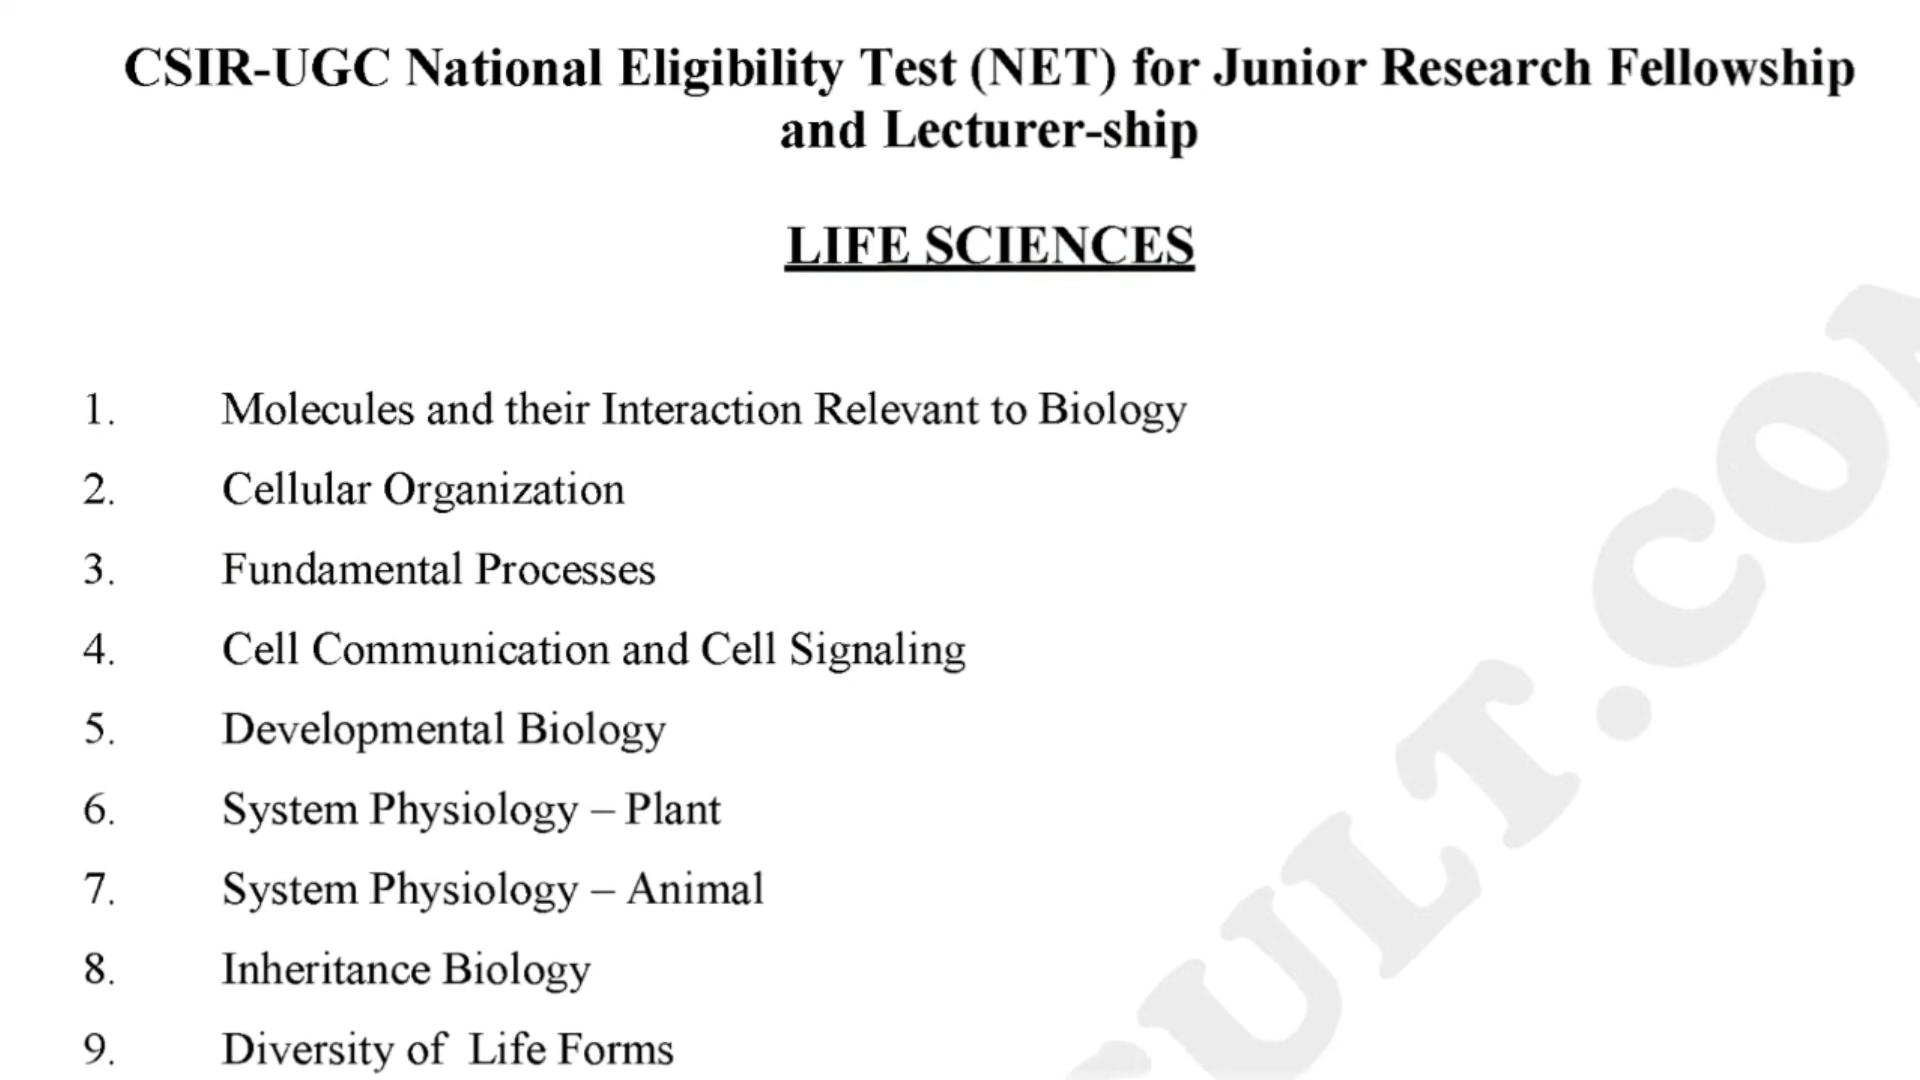 CSIR-UGC National Eligibility Test (NET) for Junior Research Fellowship
and Lecturer-ship
LIFE SCIENCES
1. Molecules and their Interaction Relevant to Biology
2. Cellular Organization
3. Fundamental Processes
4. Cell Communication and Cell Signaling
5. Developmental Biology
6. System Physiology – Plant
7. System Physiology – Animal
8. Inheritance Biology
9. Diversity of Life Forms